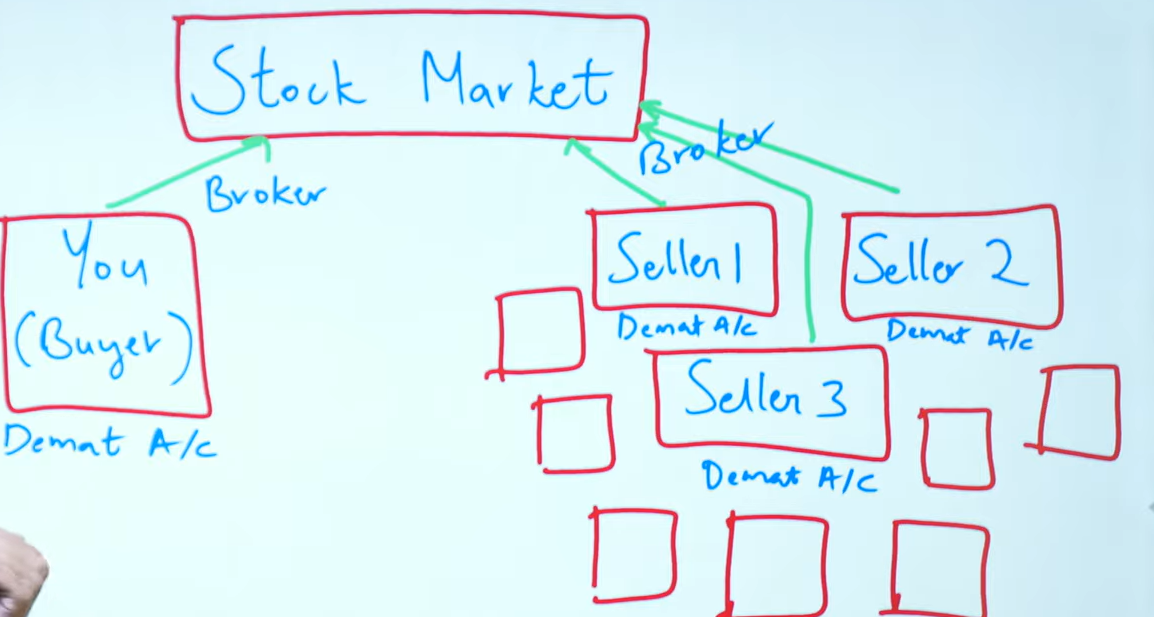 Stock Market
Broker
Broker
You
(Buyer)
Demat A/c
Seller 1
Demat A/c
Seller 2
Demat A/c
Seller 3
Demat A/c